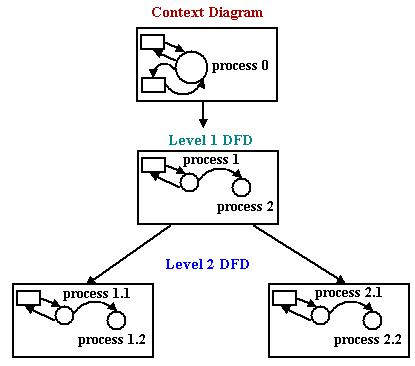 Context Diagram
process 0
Level 1 DFD
process 1
process 2
Level 2 DFD
process 1.1
process 1.2
process 2.1
process 2.2